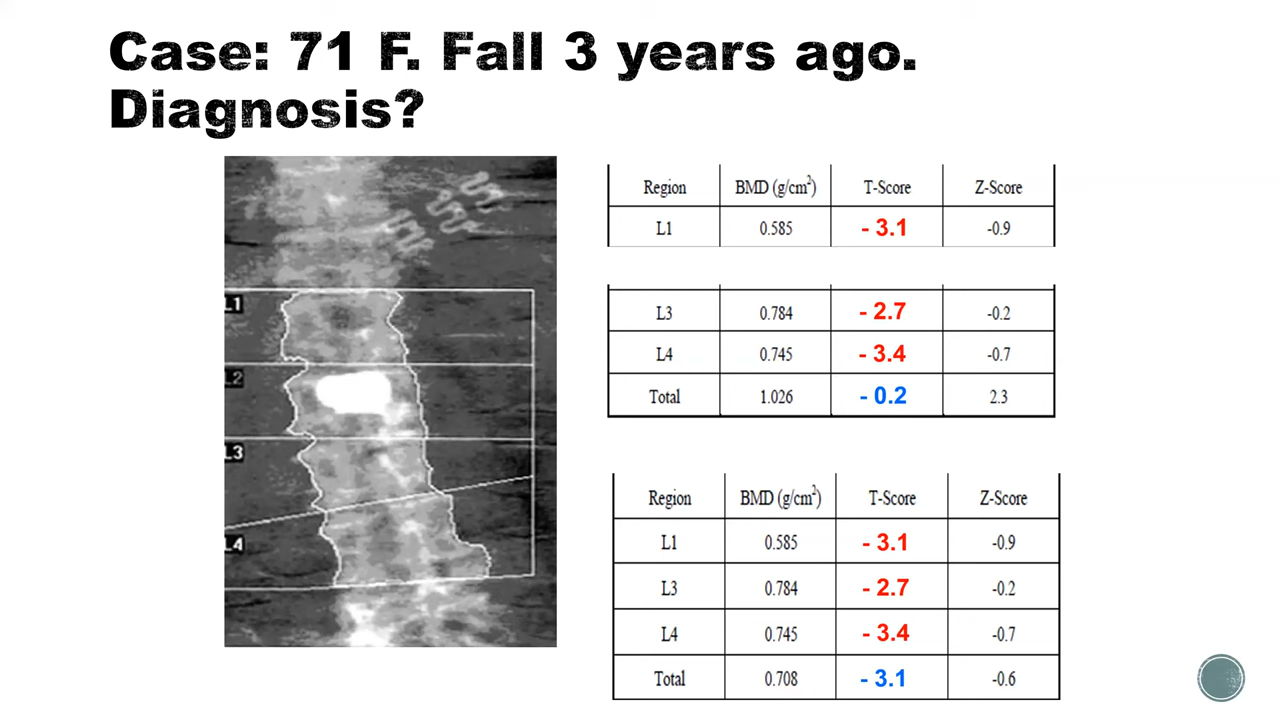 Case: 71 F. Fall 3 years ago.
Diagnosis?
L1
L2
L3
L4
Region BMD (g/cm²) T-Score Z-Score
L1 0.585 - 3.1 -0.9
L3 0.784 - 2.7 -0.2
L4 0.745 - 3.4 -0.7
Total 1.026 - 0.2 2.3
Region BMD (g/cm²) T-Score Z-Score
L1 0.585 - 3.1 -0.9
L3 0.784 - 2.7 -0.2
L4 0.745 - 3.4 -0.7
Total 0.708 - 3.1 -0.6